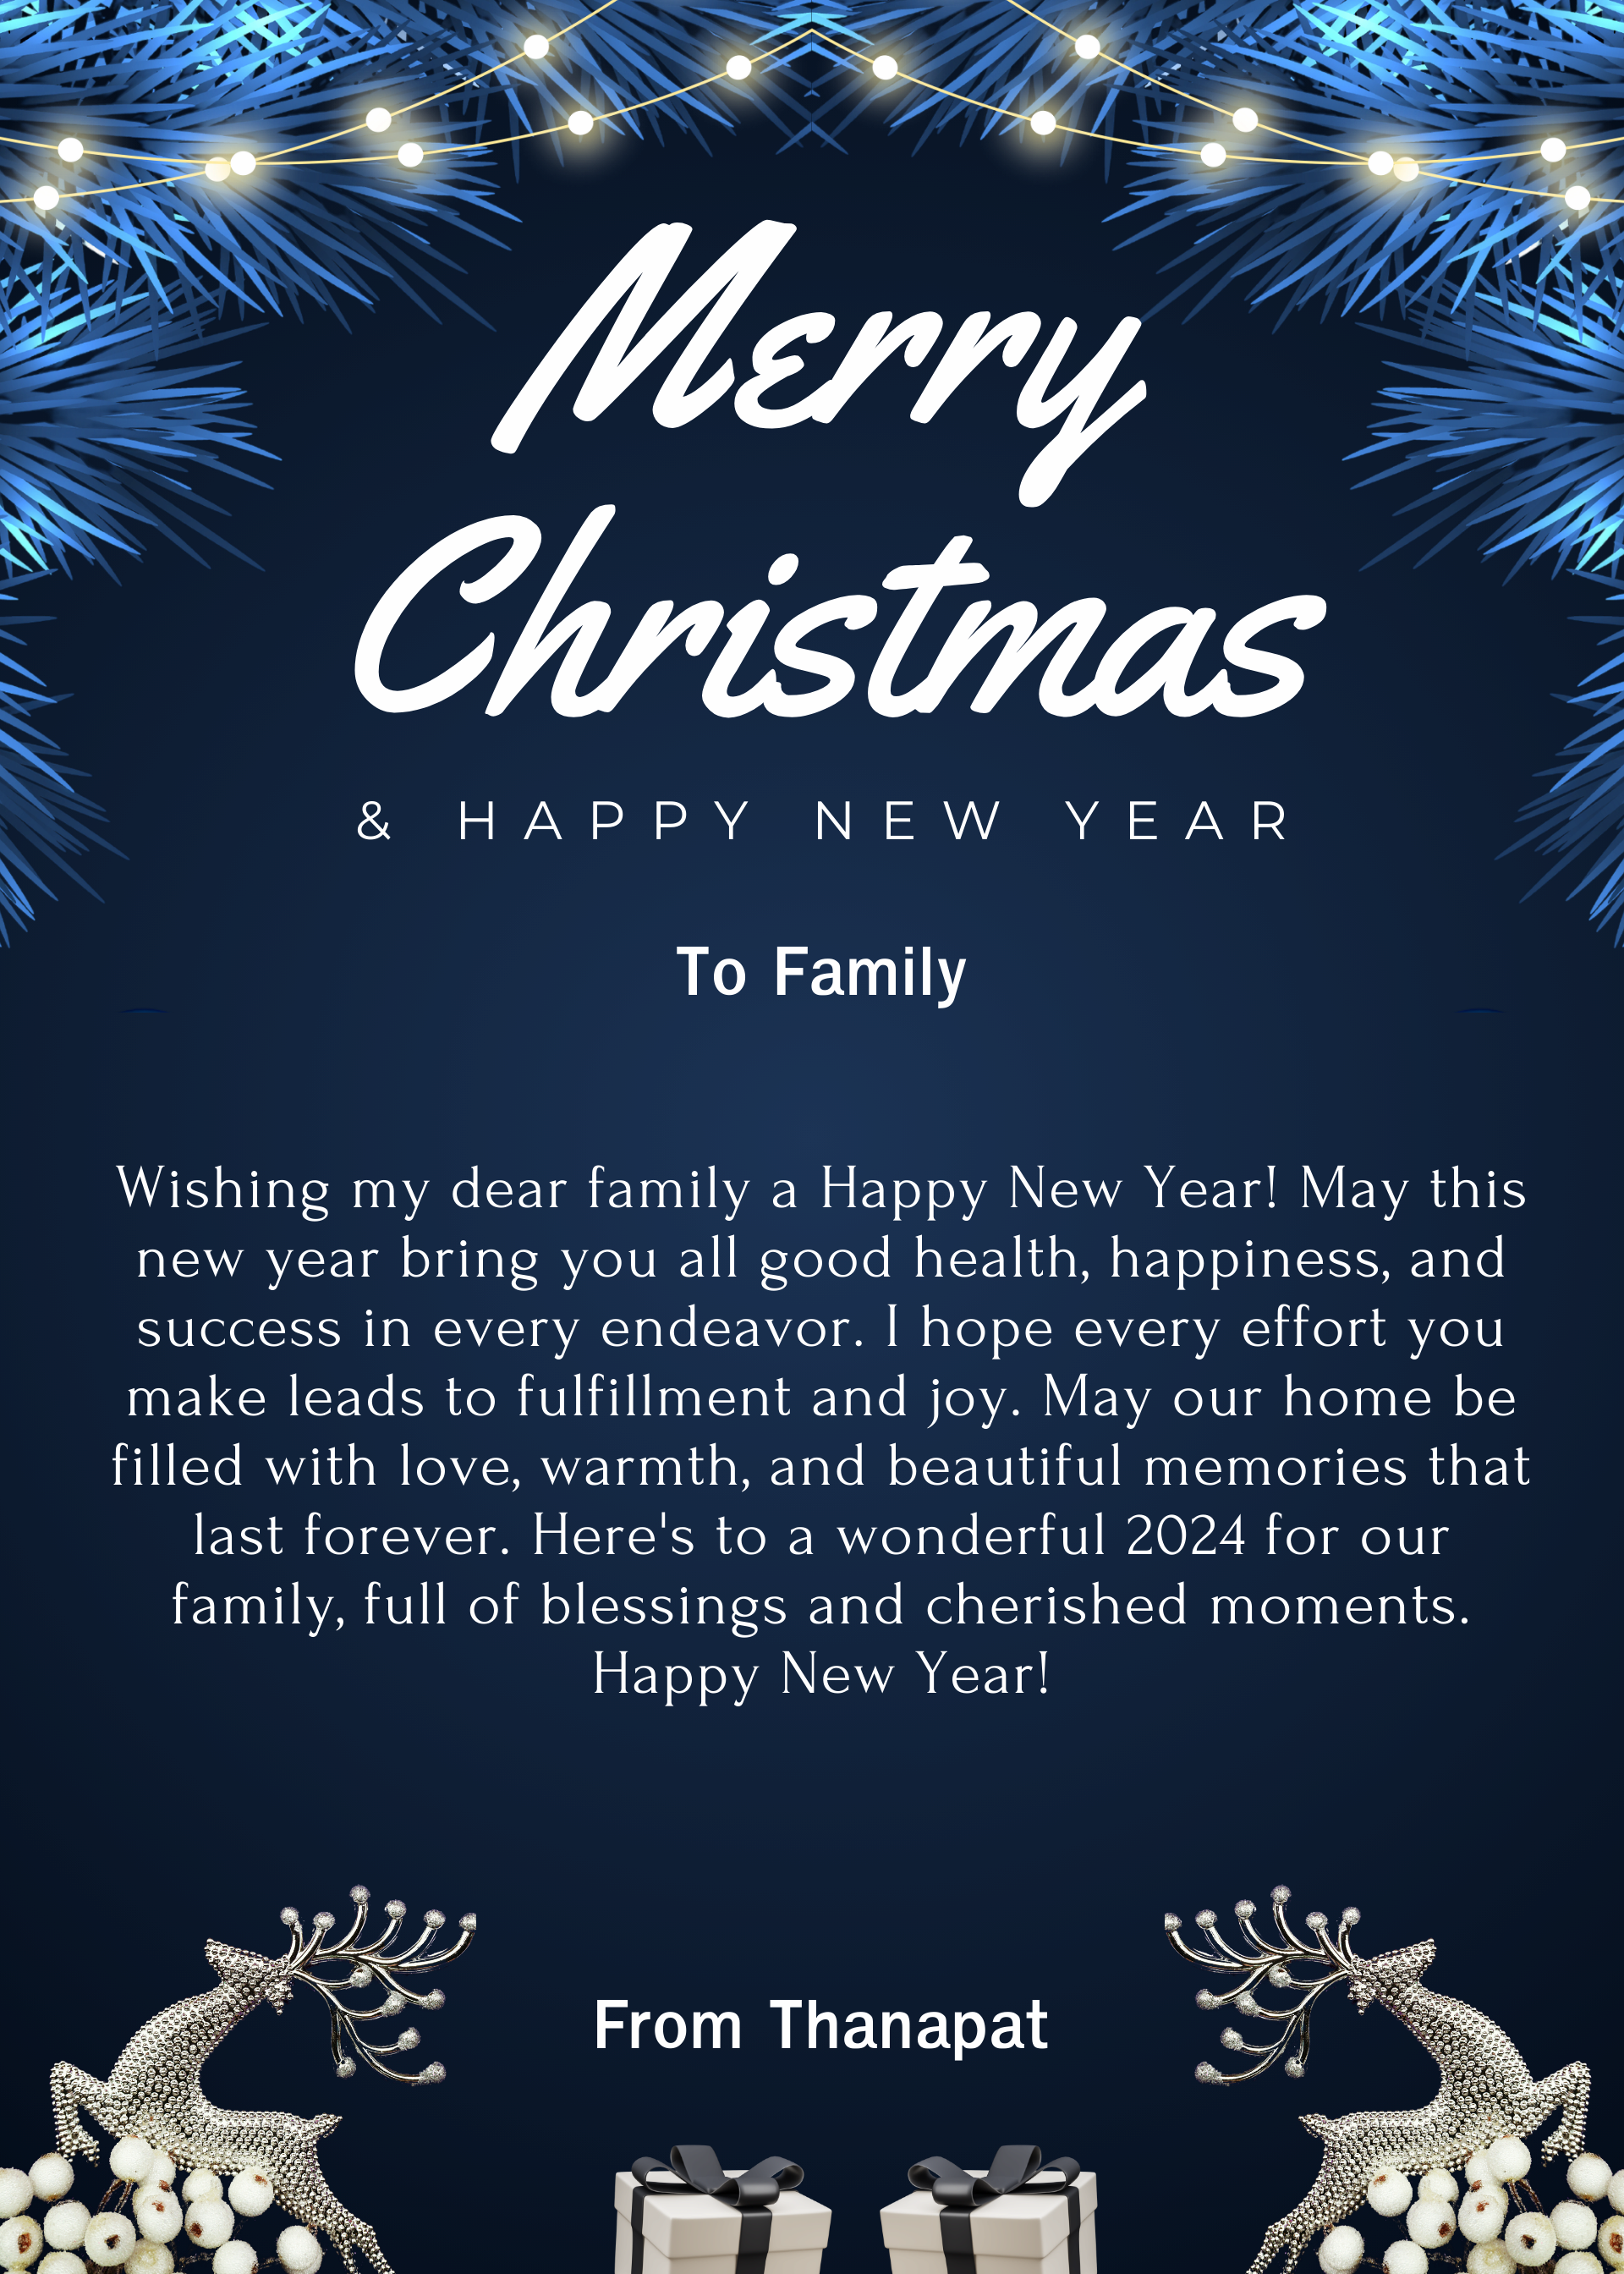 Merry
Christmas
& HAPPY NEW YEAR
To Family
Wishing my dear family a Happy New Year! May this
new year bring you all good health, happiness, and
success in every endeavor. I hope every effort you
make leads to fulfillment and joy. May our home be
filled with love, warmth, and beautiful memories that
last forever. Here's to a wonderful 2024 for our
family, full of blessings and cherished moments.
Happy New Year!
From Thanapat